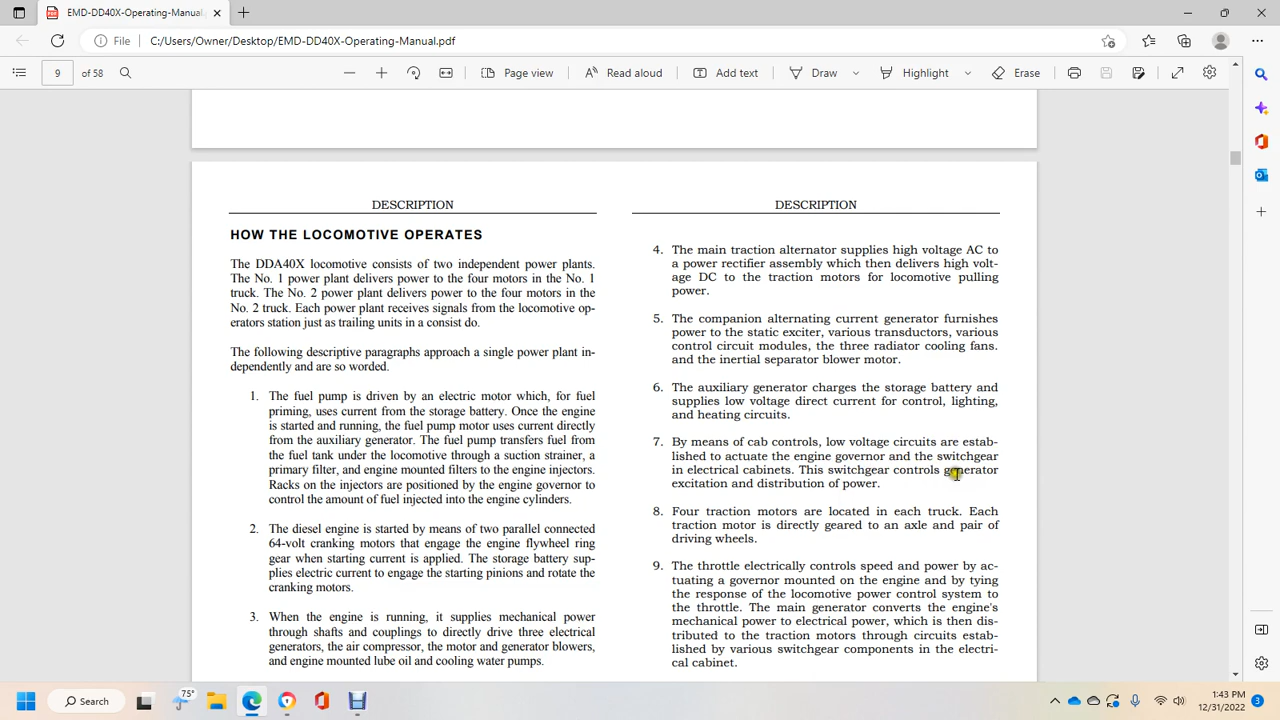 EMD-DD40X-Operating-Manual.
File
C:/Users/Owner/Desktop/EMD-DD40X-Operating-Manual.pdf
9 of 58
Page view
Read aloud
Add text
Draw
Highlight
Erase
DESCRIPTION
HOW THE LOCOMOTIVE OPERATES
The DDA40X locomotive consists of two independent power plants.
The No. 1 power plant delivers power to the four motors in the No. 1
truck. The No. 2 power plant delivers power to the four motors in the
No. 2 truck. Each power plant receives signals from the locomotive op-
erators station just as trailing units in a consist do.
The following descriptive paragraphs approach a single power plant in-
dependently and are so worded.
1. The fuel pump is driven by an electric motor which, for fuel
priming, uses current from the storage battery. Once the engine
is started and running, the fuel pump motor uses current directly
from the auxiliary generator. The fuel pump transfers fuel from
the fuel tank under the locomotive through a suction strainer, a
primary filter, and engine mounted filters to the engine injectors.
Racks on the injectors are positioned by the engine governor to
control the amount of fuel injected into the engine cylinders.
2. The diesel engine is started by means of two parallel connected
64-volt cranking motors that engage the engine flywheel ring
gear when starting current is applied. The storage battery sup-
plies electric current to engage the starting pinions and rotate the
cranking motors.
3. When the engine is running, it supplies mechanical power
through shafts and couplings to directly drive three electrical
generators, the air compressor, the motor and generator blowers,
and engine mounted lube oil and cooling water pumps.
DESCRIPTION
4. The main traction alternator supplies high voltage AC to
a power rectifier assembly which then delivers high volt-
age DC to the traction motors for locomotive pulling
power.
5. The companion alternating current generator furnishes
power to the static exciter, various transductors, various
control circuit modules, the three radiator cooling fans.
and the inertial separator blower motor.
6. The auxiliary generator charges the storage battery and
supplies low voltage direct current for control, lighting,
and heating circuits.
7. By means of cab controls, low voltage circuits are estab-
lished to actuate the engine governor and the switchgear
in electrical cabinets. This switchgear controls generator
excitation and distribution of power.
8. Four traction motors are located in each truck. Each
traction motor is directly geared to an axle and pair of
driving wheels.
9. The throttle electrically controls speed and power by ac-
tuating a governor mounted on the engine and by tying
the response of the locomotive power control system to
the throttle. The main generator converts the engine's
mechanical power to electrical power, which is then dis-
tributed to the traction motors through circuits estab-
lished by various switchgear components in the electri-
cal cabinet.
Search
75°
1:43 PM
12/31/2022
3